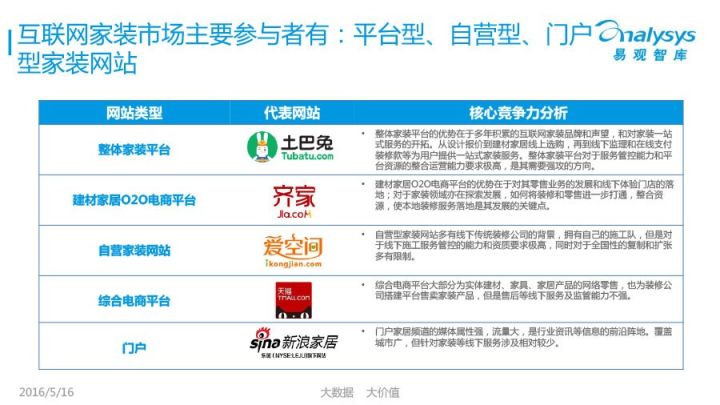 互联网家装市场主要参与者有：平台型、自营型、门户
型家装网站
analysys
易观智库
网站类型
代表网站
核心竞争力分析
整体家装平台
土巴兔
Tubatu.com
整体家装平台的优势在于多年积累的互联网家装品牌和声望，和对家装一站
式服务的开拓。从设计报价到建材家居线上选购，再到线下监理和在线支付
装修款等为用户提供一站式家装服务。整体家装平台对于服务管控能力和平
台资源的整合运营能力要求极高，是其需要强攻的方向。
建材家居O2O电商平台
齐家
Jia.com
建材家居O2O电商平台的优势在于对其零售业务的发展和线下体验门店的落
地；对于家装领域亦在探索发展，如何将装修和零售进一步打通，整合资
源，使本地装修服务落地是其发展的关键点。
自营家装网站
爱空间
ikongjian.com
自营型家装网站多有线下传统装修公司的背景，拥有自己的施工队，但是对
于线下施工服务管控的能力和资质要求极高，同时对于全国性的复制和扩张
多有限制。
综合电商平台
天猫
TMALL.COM
综合电商平台大部分为实体建材、家具、家居产品的网络零售，也为装修公
司搭建平台售卖家装产品，但是售后等线下服务及监管能力不强。
门户
sina新浪家居
乐居（NYSE:LEJU)旗下网站
门户家居频道的媒体属性强，流量大，是行业资讯等信息的前沿阵地。覆盖
城市广，但针对家装等线下服务涉及相对较少。
2016/5/16
大数据 大价值